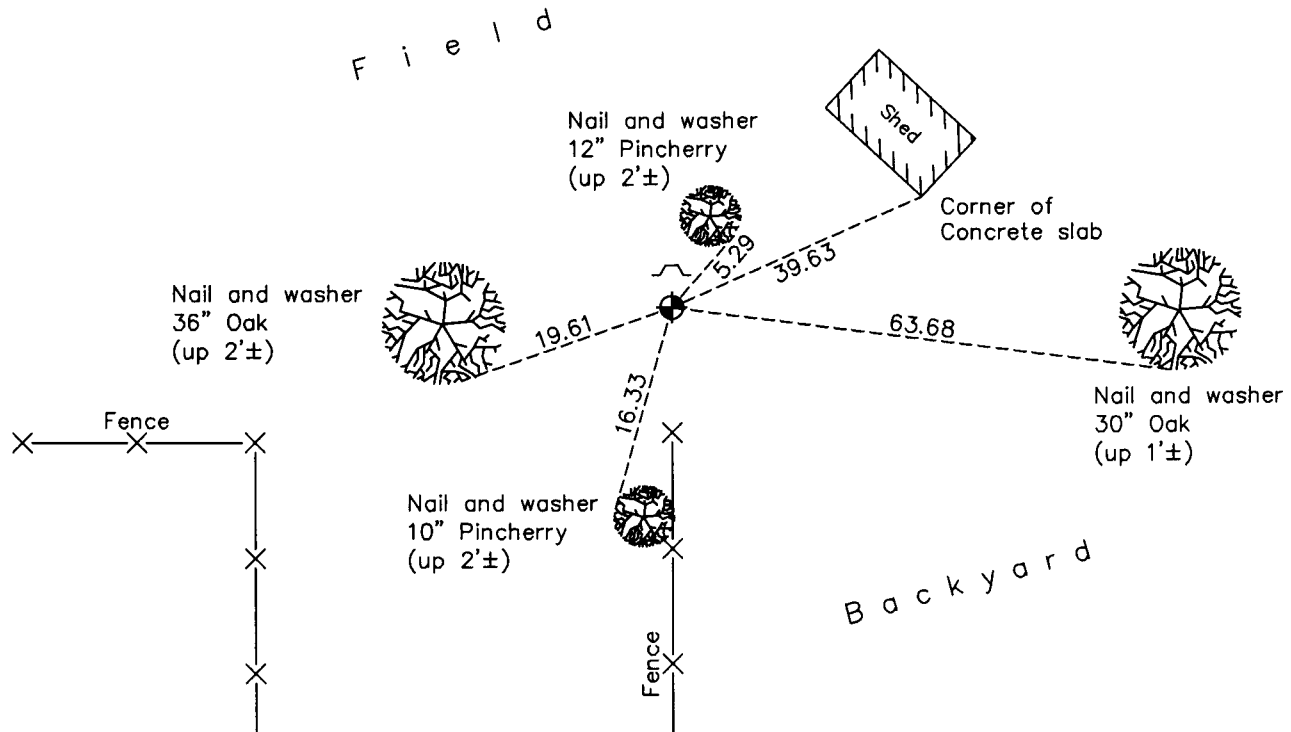 Field
Shed
Nail and washer
12" Pincherry
(up 2'±)
Corner of
Concrete slab
5.29
39.63
Nail and washer
36" Oak
(up 2'±)
19.61
63.68
16.33
Nail and washer
30" Oak
(up 1'±)
Fence
Nail and washer
10" Pincherry
(up 2'±)
Backyard
Fence